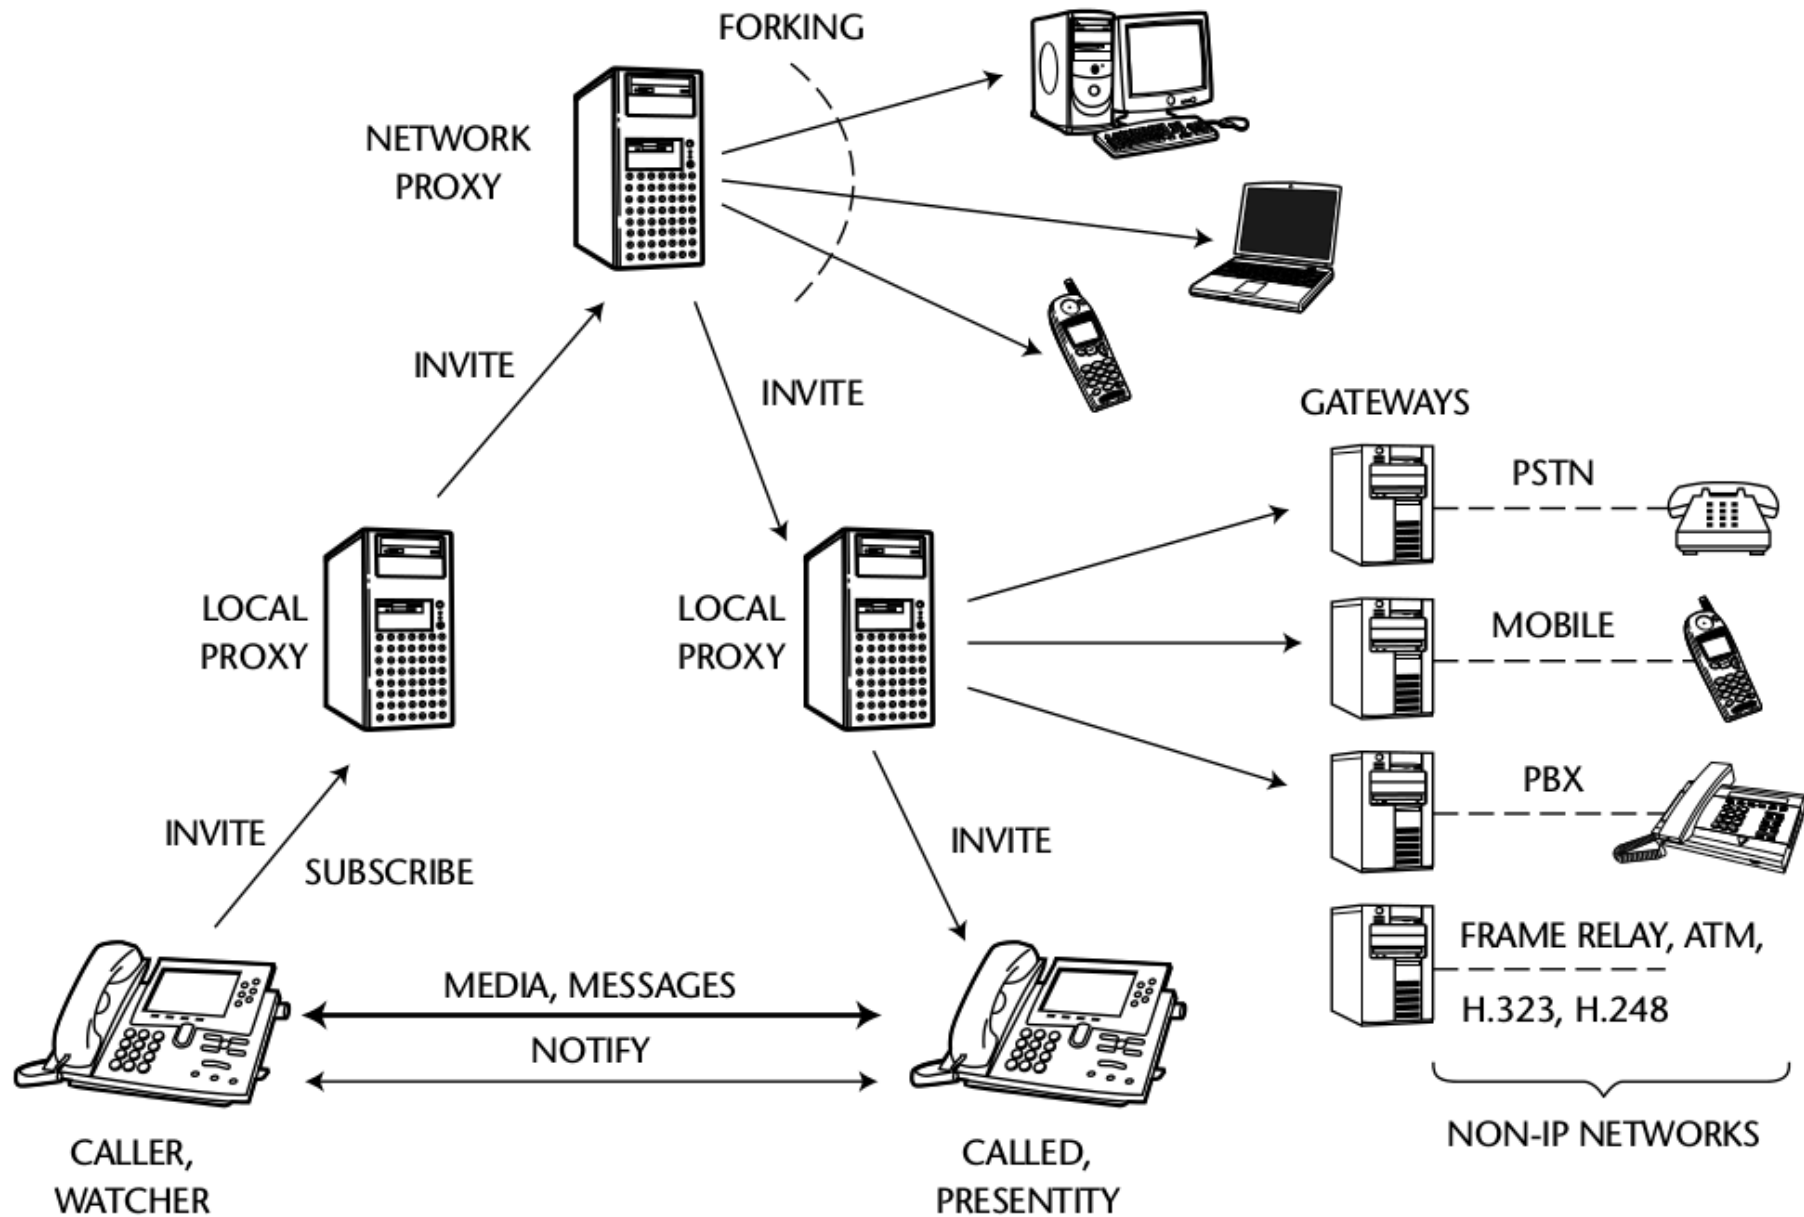 FORKING
NETWORK
PROXY
INVITE
INVITE
GATEWAYS
PSTN
LOCAL
PROXY
LOCAL
PROXY
MOBILE
PBX
INVITE
SUBSCRIBE
INVITE
FRAME RELAY, ATM,
H.323, H.248
MEDIA, MESSAGES
NOTIFY
NON-IP NETWORKS
CALLER,
WATCHER
CALLED,
PRESENTITY